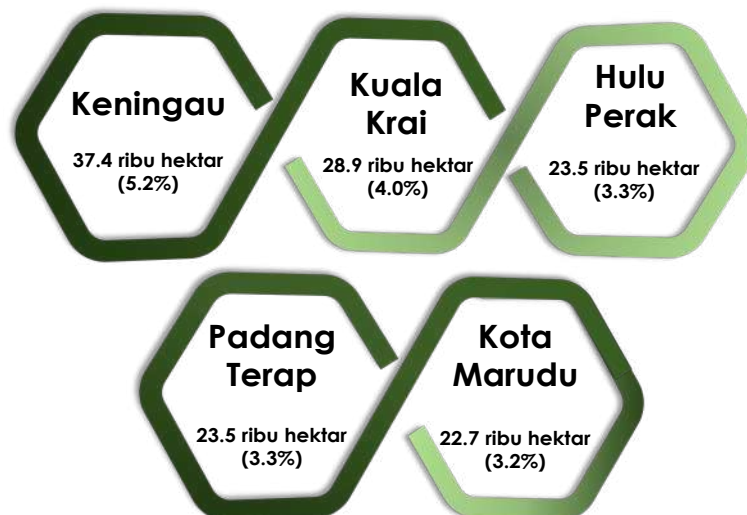 Keningau
37.4 ribu hektar
(5.2%)
Kuala
Krai
28.9 ribu hektar
(4.0%)
Hulu
Perak
23.5 ribu hektar
(3.3%)
Padang
Terap
23.5 ribu hektar
(3.3%)
Kota
Marudu
22.7 ribu hektar
(3.2%)